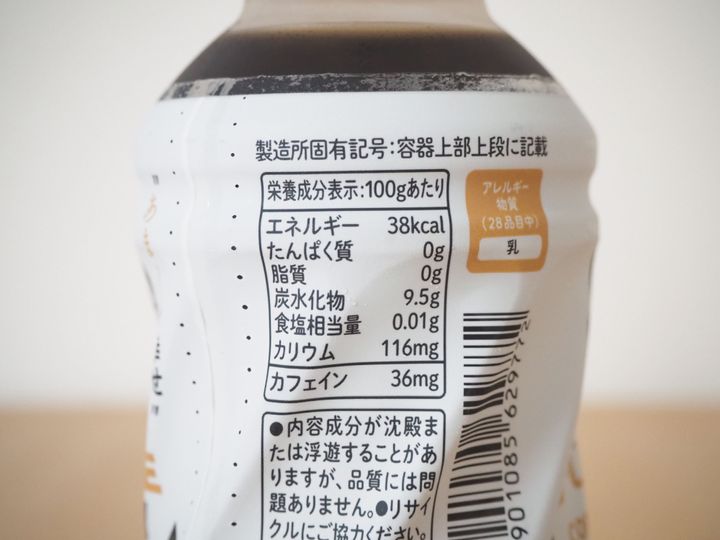 製造所固有記号:容器上部上段に記載
栄養成分表示:100gあたり
エネルギー 38kcal
たんぱく質 0g
脂質 0g
炭水化物 9.5g
食塩相当量 0.01g
カリウム 116mg
カフェイン 36mg
アレルギー
物質
(28品目中)
乳
●内容成分が沈殿ま
たは浮遊することがあ
りますが、品質には問
題ありません。●リサイ
クルにご協力ください。
901085 629772